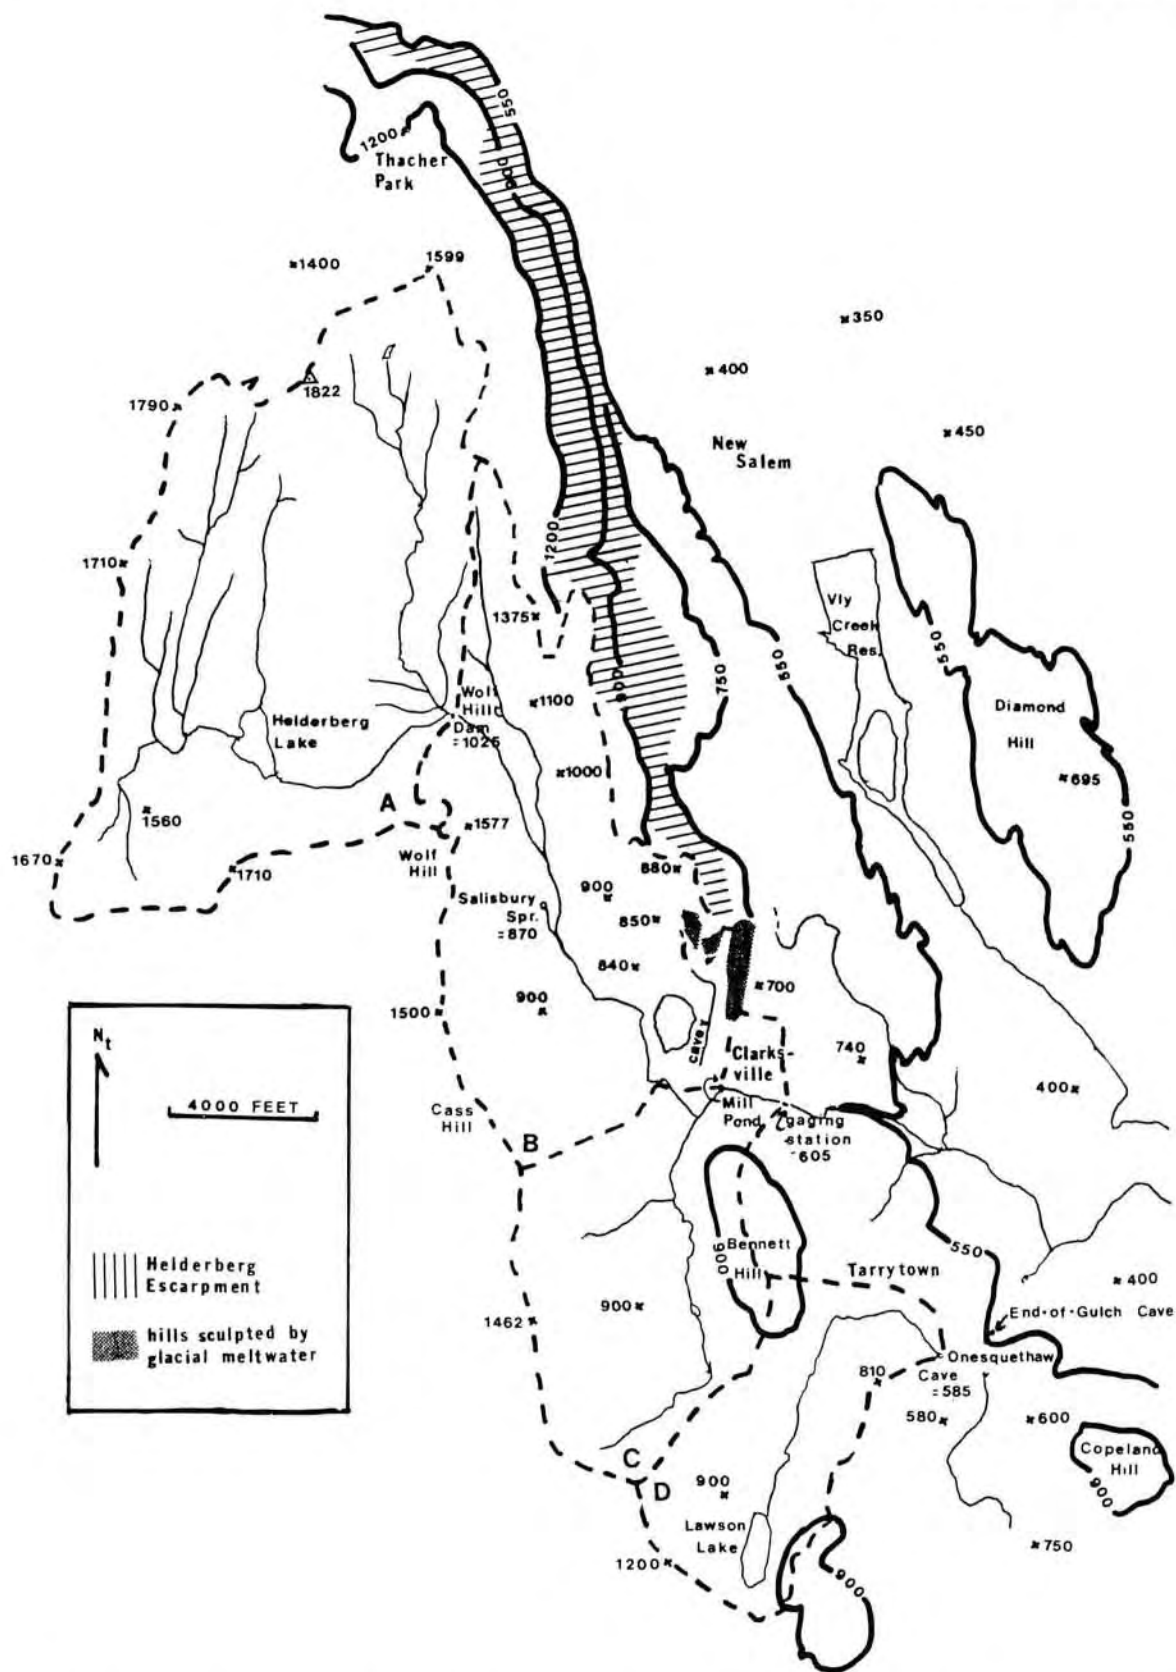 550
1200
Thacher
Park
900
1400
1599
350
400
1822
1790
450
New
Salem
1200
1710
Vly
Creek
Res.
550
1375
900
750
550
Wolf
Hill
Dam
=1025
1100
Helderberg
Lake
Diamond
Hill
695
1000
550
A
1560
1577
1670
1710
Wolf
Hill
880
900
Salisbury
Spr.
=870
850
840
700
1500
900
cave?
Clarks-
ville
740
400
Nt
4000 FEET
Mill
Pond
gaging
station
-605
Cass
Hill
B
900
Bennett
Hill
550
Tarrytown
400
Helderberg
Escarpment
End-of-Gulch Cave
900
1462
hills sculpted by
glacial meltwater
Onesquethaw
Cave
=585
810
580
600
Copeland
Hill
900
C
D
900
Lawson
Lake
750
1200
900